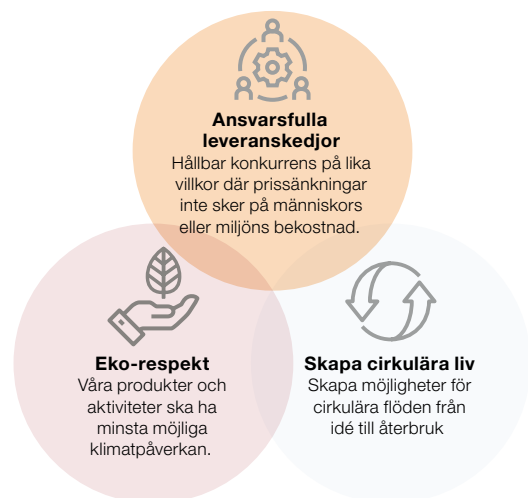 Ansvarsfulla
leveranskedjor
Hållbar konkurrens på lika
villkor där prissänkningar
inte sker på människors
eller miljöns bekostnad.
Eko-respekt
Våra produkter och
aktiviteter ska ha
minsta möjliga
klimatpåverkan.
Skapa cirkulära liv
Skapa möjligheter för
cirkulära flöden från
idé till återbruk